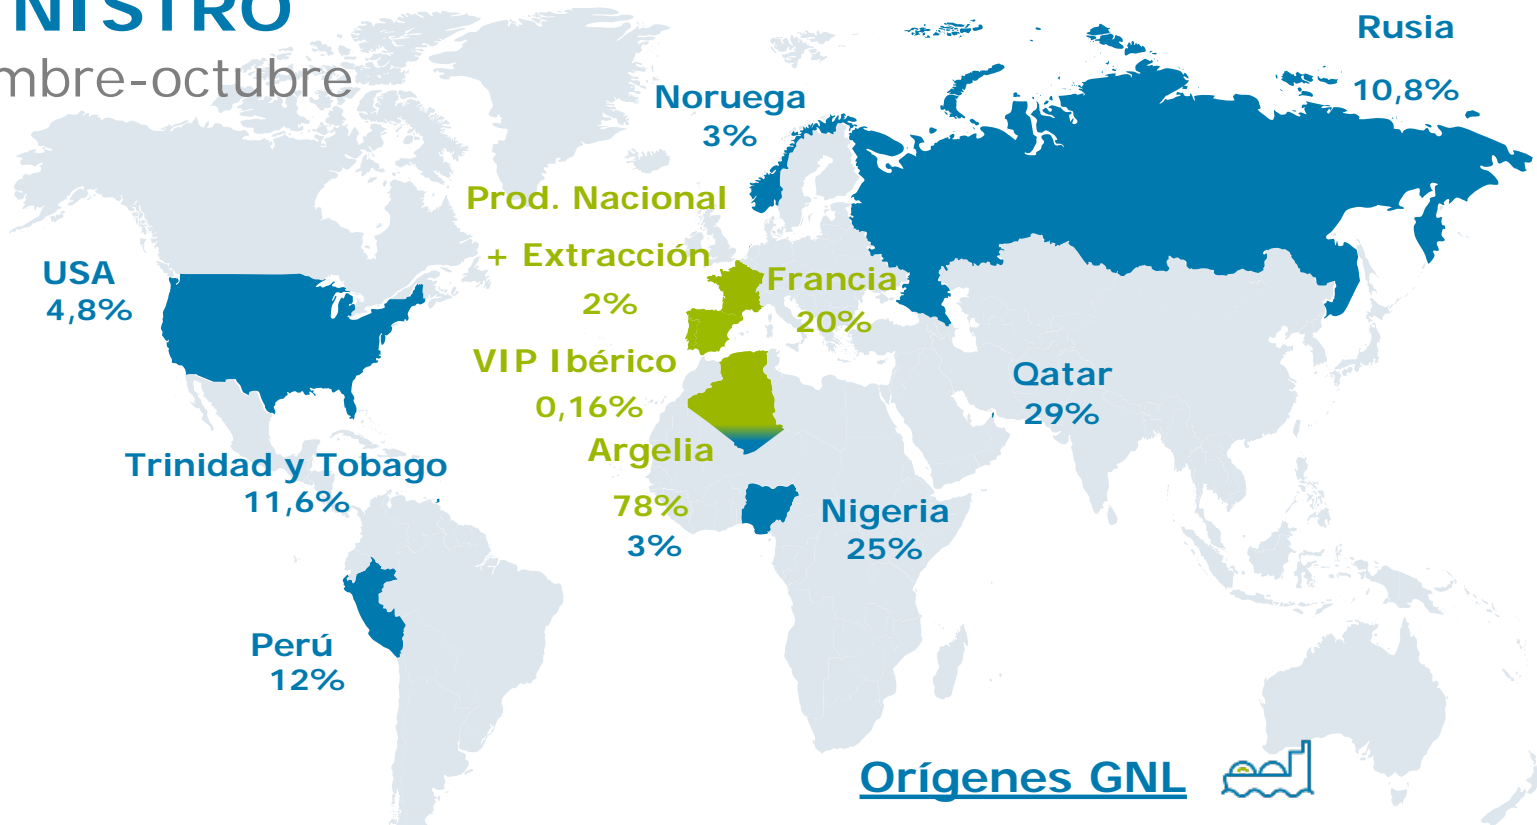 NISTRO
mbre-octubre
Rusia
10,8%
Noruega
3%
Prod. Nacional
+ Extracción
2%
Francia
20%
USA
4,8%
VIP Ibérico
0,16%
Qatar
29%
Argelia
78%
3%
Trinidad y Tobago
11,6%
Nigeria
25%
Perú
12%
Orígenes GNL